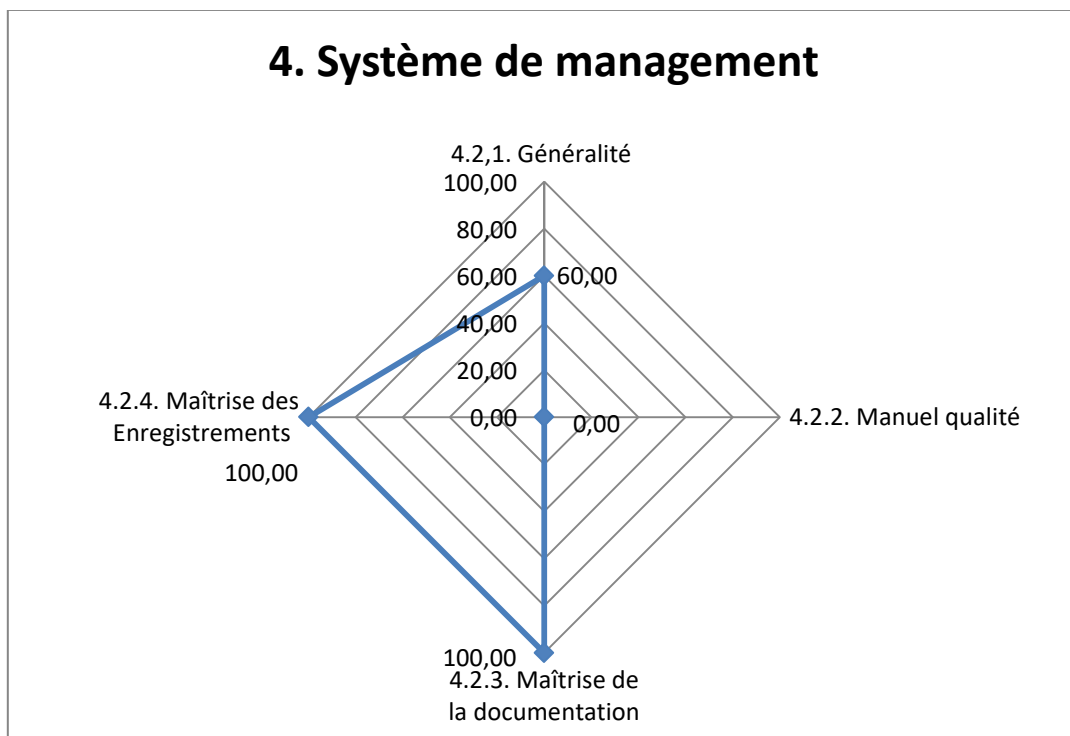 4. Système de management
4.2,1. Généralité
100,00
80,00
60,00
60,00
40,00
20,00
0,00
0,00
4.2.2. Manuel qualité
4.2.4. Maîtrise des
Enregistrements
100,00
100,00
4.2.3. Maîtrise de
la documentation